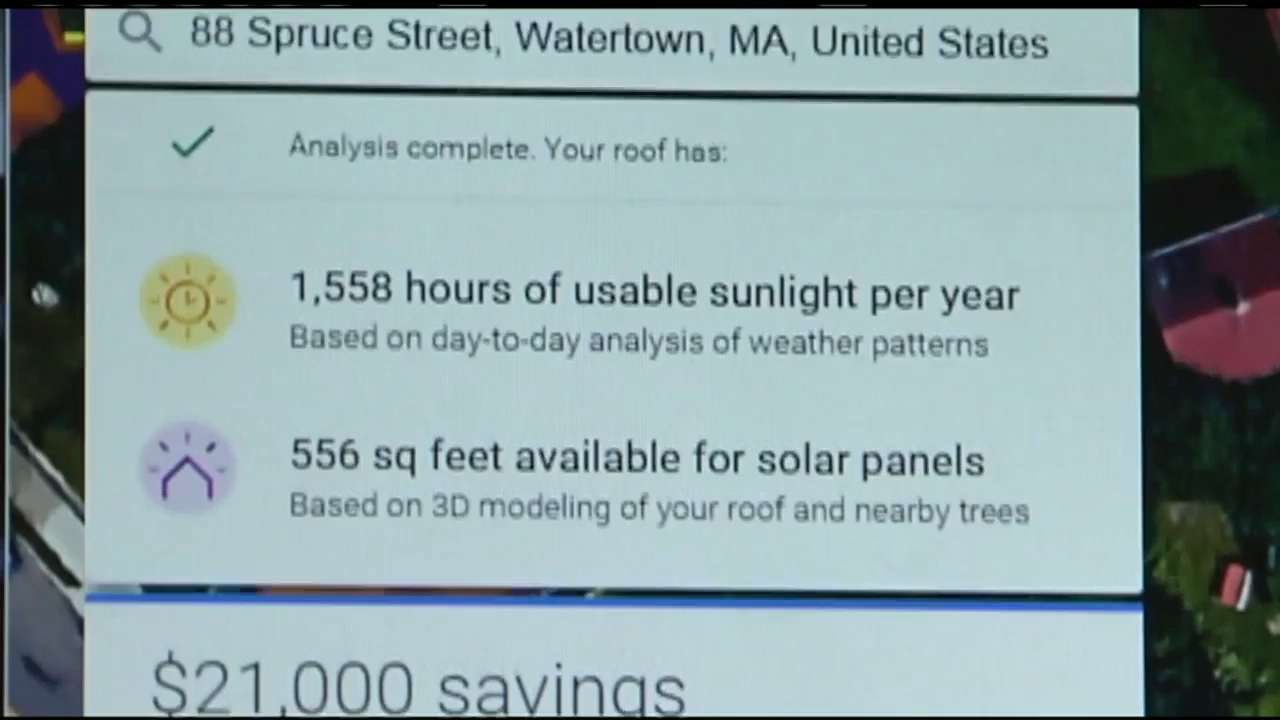 88 Spruce Street, Watertown, MA, United States
Analysis complete. Your roof has:
1,558 hours of usable sunlight per year
Based on day-to-day analysis of weather patterns
556 sq feet available for solar panels
Based on 3D modeling of your roof and nearby trees
$21,000 savings